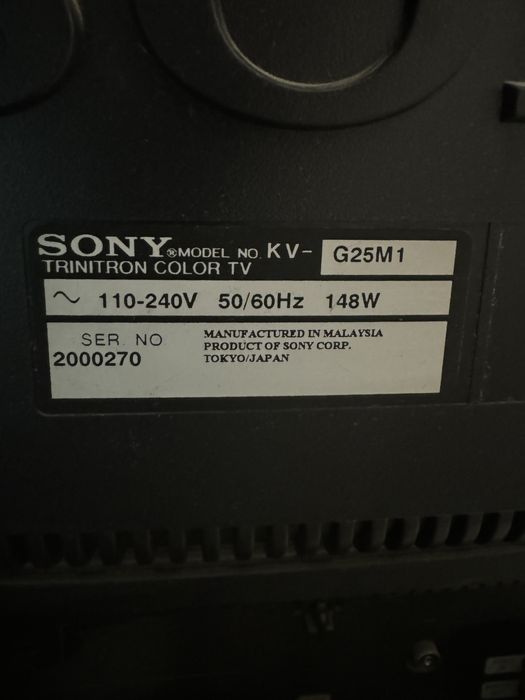 SONY®MODEL NO. KV- G25M1
TRINITRON COLOR TV
~ 110-240V 50/60Hz 148W
SER. NO
2000270
MANUFACTURED IN MALAYSIA
PRODUCT OF SONY CORP.
TOKYO/JAPAN